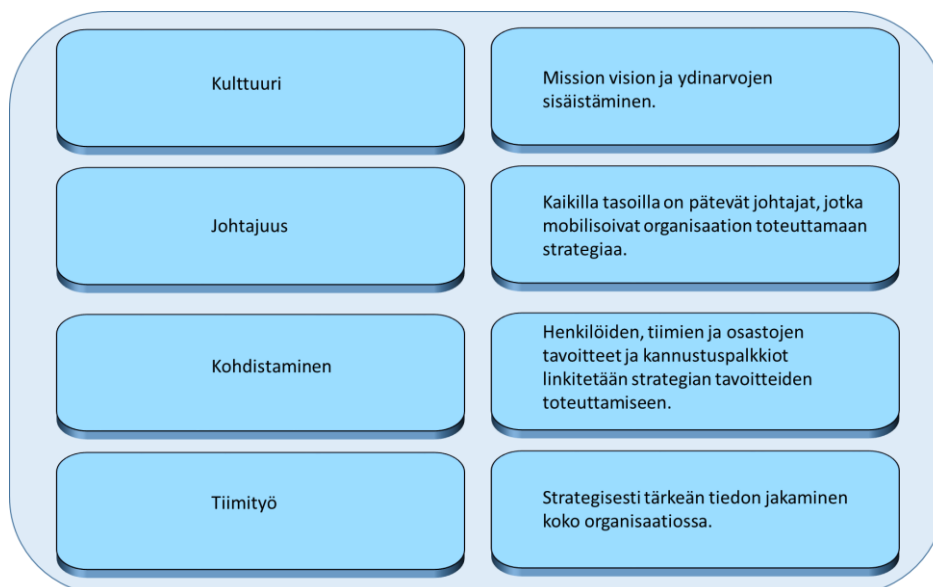 Kulttuuri
Mission vision ja ydinarvojen
sisäistäminen.
Johtajuus
Kaikilla tasoilla on pätevät johtajat, jotka
mobilisoivat organisaation toteuttamaan
strategiaa.
Kohdistaminen
Henkilöiden, tiimien ja osastojen
tavoitteet ja kannustuspalkkiot
linkitetään strategian tavoitteiden
toteuttamiseen.
Tiimityö
Strategisesti tärkeän tiedon jakaminen
koko organisaatiossa.